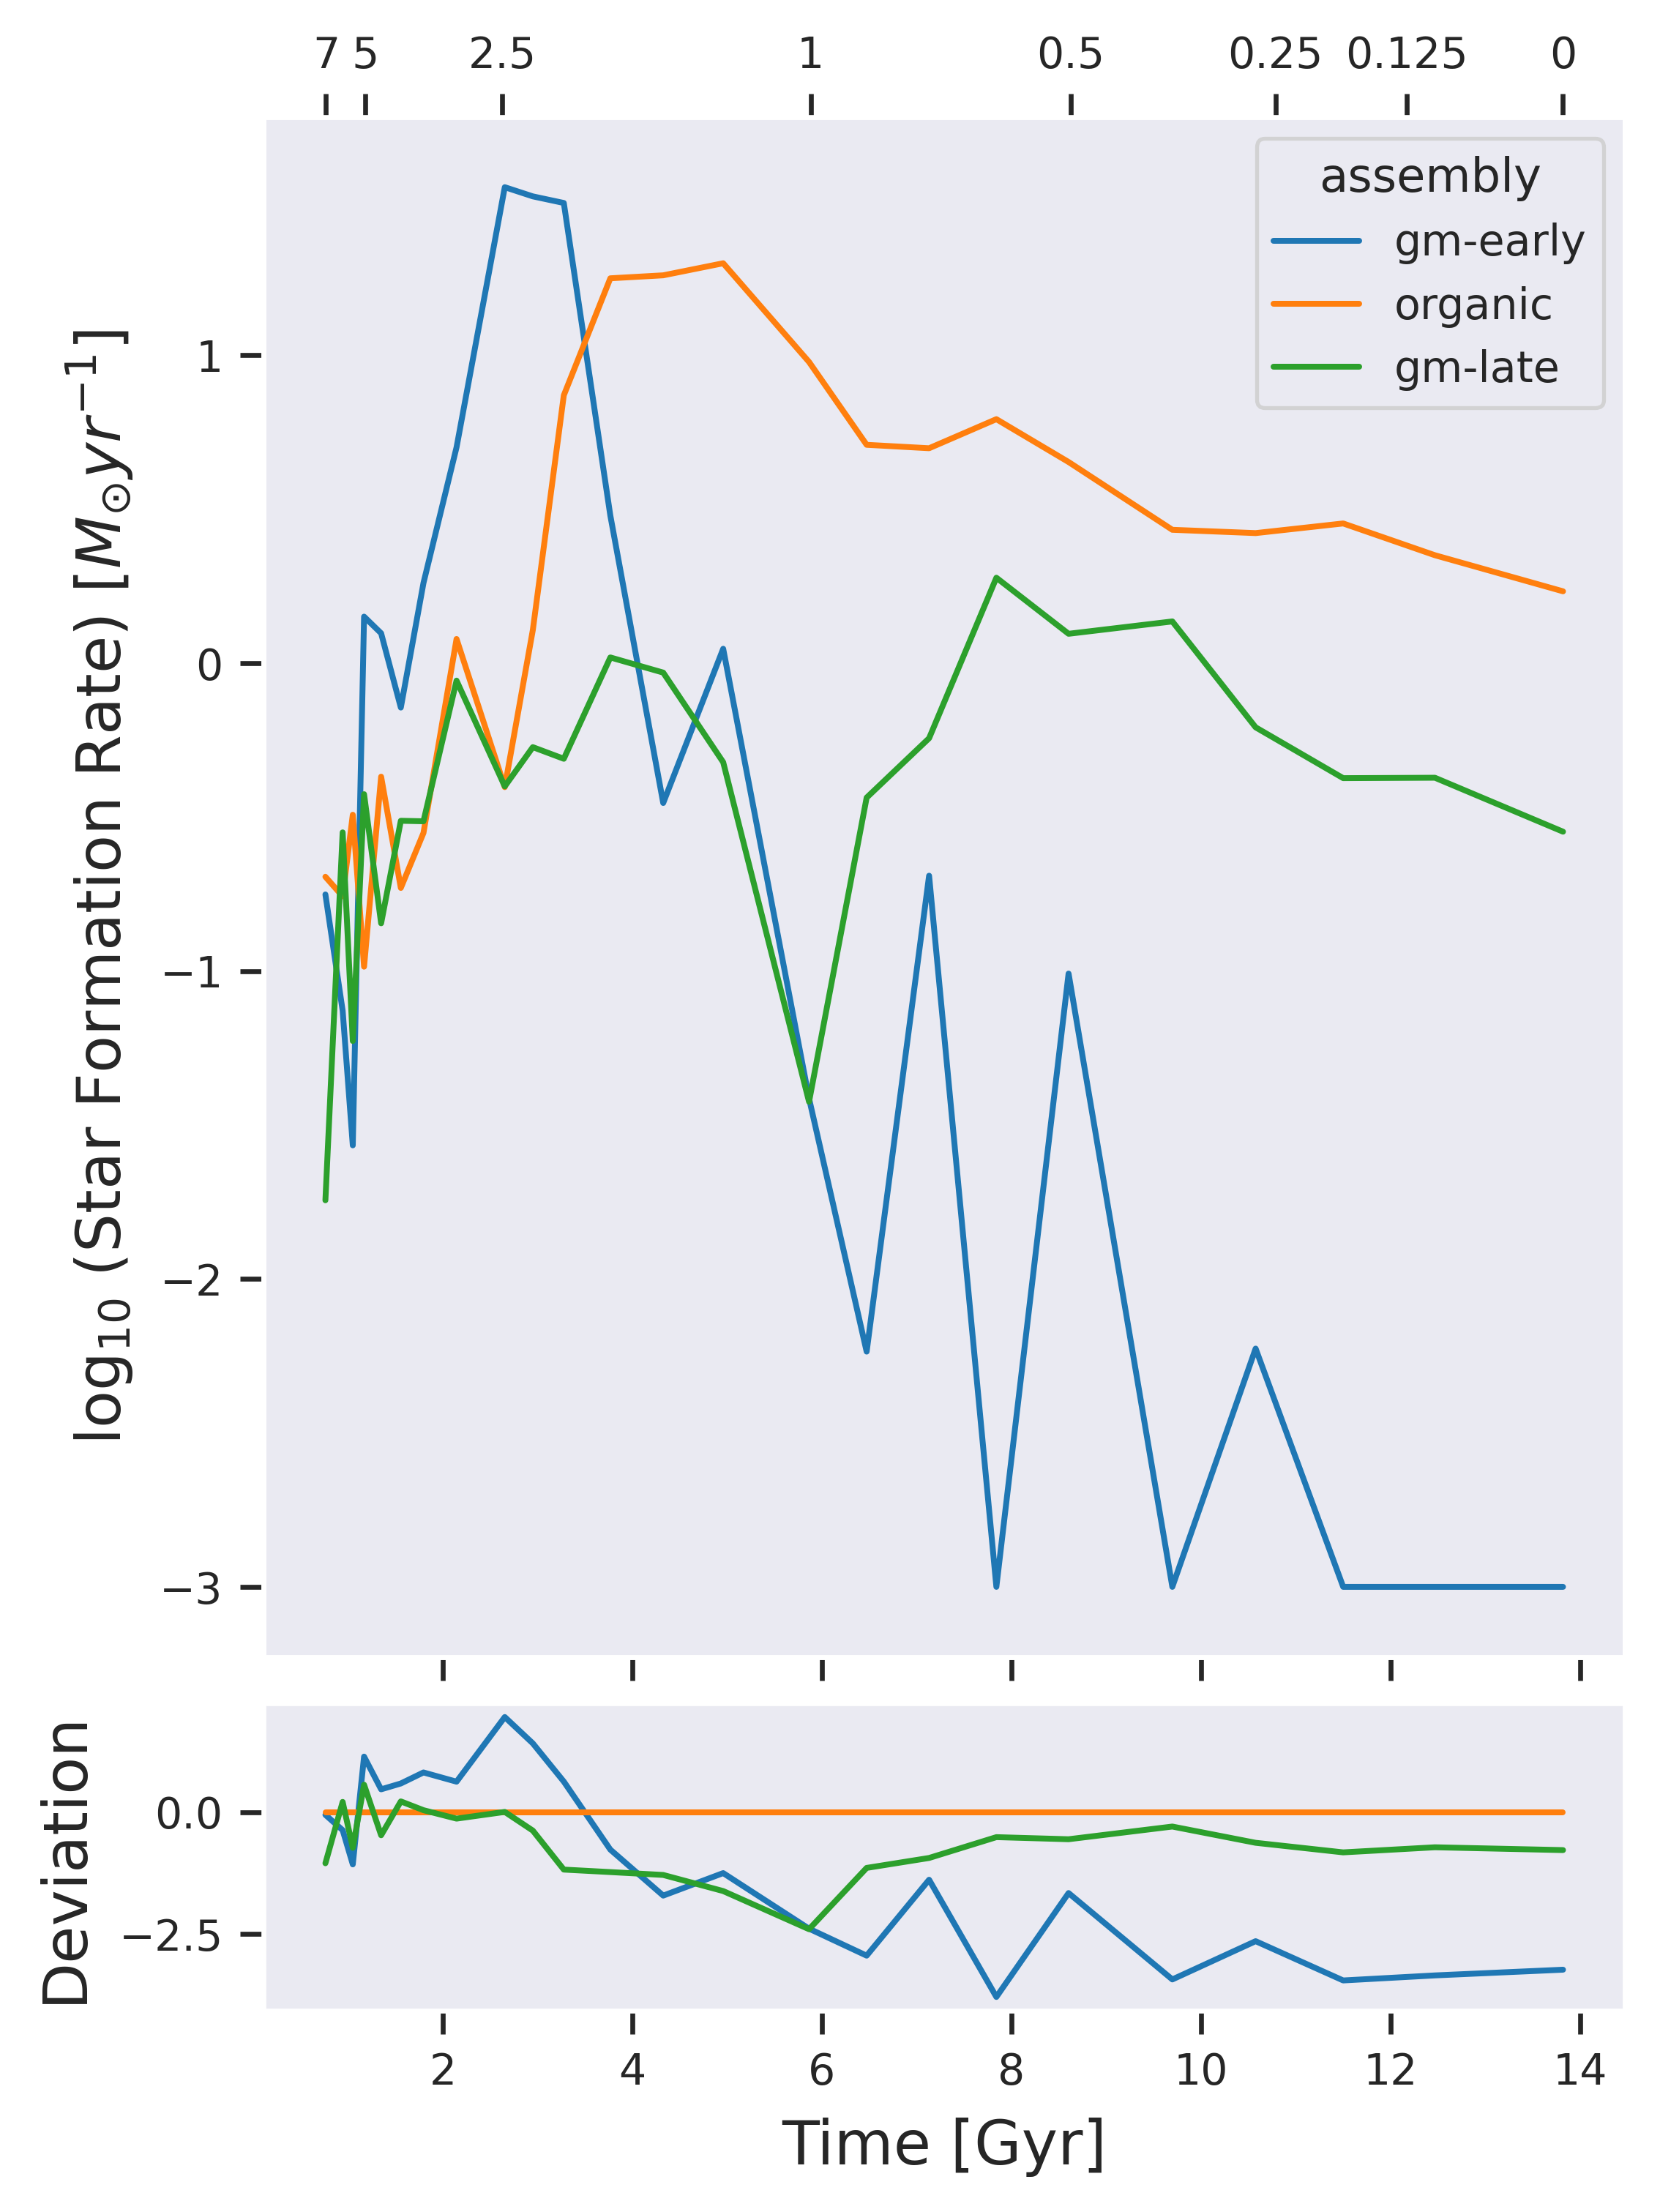 7 5 2.5 1 0.5 0.25 0.125 0
assembly
gm-early
organic
gm-late
log₁₀ (Star Formation Rate) [M⊙yr⁻¹]
1
0
−1
−2
−3
Deviation
0.0
−2.5
2 4 6 8 10 12 14
Time [Gyr]